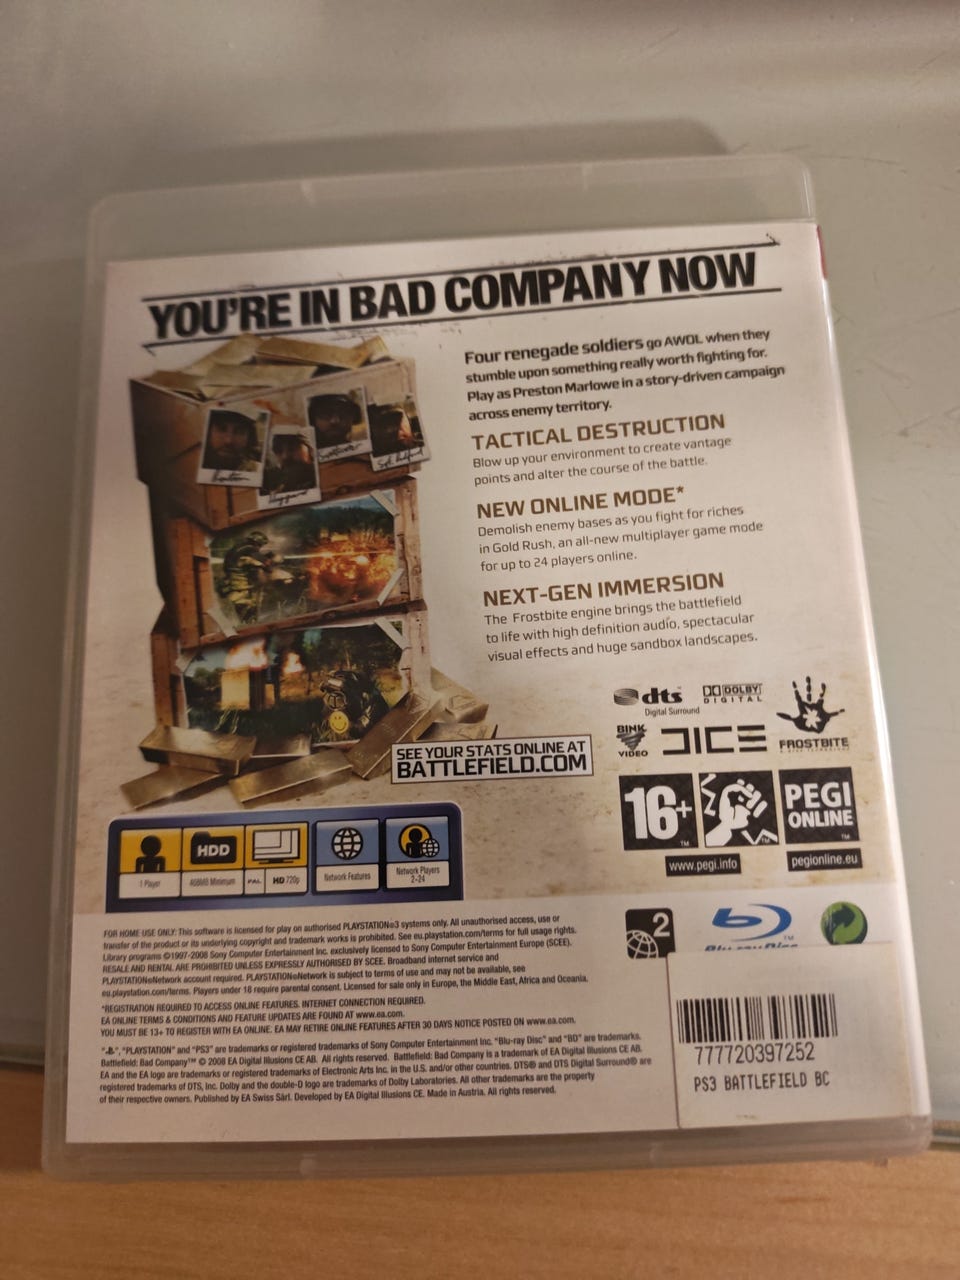 YOU'RE IN BAD COMPANY NOW
Four renegade soldiers go AWOL when they
stumble upon something really worth fighting for.
Play as Preston Marlowe in a story-driven campaign
across enemy territory.
TACTICAL DESTRUCTION
Blow up your environment to create vantage
points and alter the course of the battle.
NEW ONLINE MODE*
Demolish enemy bases as you fight for riches
in Gold Rush, an all-new multiplayer game mode
for up to 24 players online.
NEXT-GEN IMMERSION
The Frostbite engine brings the battlefield
to life with high definition audio, spectacular
visual effects and huge sandbox landscapes.
dts
Digital Surround
DOLBY
DIGITAL
BINK
VIDEO
DICE
FROSTBITE
SEE YOUR STATS ONLINE AT
BATTLEFIELD.COM
16+
PEGI
ONLINE
www.pegi.info
pegionline.eu
HDD
1 Player
468MB Minimum
PAL
HD 720p
Network Features
Network Players
2-24
2
FOR HOME USE ONLY: This software is licensed for play on authorised PLAYSTATION®3 systems only. All unauthorised access, use or
transfer of the product or its underlying copyright and trademark works is prohibited. See eu.playstation.com/terms for full usage rights.
Library programs ©1997-2008 Sony Computer Entertainment Inc. exclusively licensed to Sony Computer Entertainment Europe (SCEE).
RESALE AND RENTAL ARE PROHIBITED UNLESS EXPRESSLY AUTHORISED BY SCEE. Broadband internet service and
PLAYSTATION®Network account required. PLAYSTATION®Network is subject to terms of use and may not be available, see
eu.playstation.com/terms. Players under 18 require parental consent. Licensed for sale only in Europe, the Middle East, Africa and Oceania.
*REGISTRATION REQUIRED TO ACCESS ONLINE FEATURES. INTERNET CONNECTION REQUIRED.
EA ONLINE TERMS & CONDITIONS AND FEATURE UPDATES ARE FOUND AT www.ea.com.
YOU MUST BE 13+ TO REGISTER WITH EA ONLINE. EA MAY RETIRE ONLINE FEATURES AFTER 30 DAYS NOTICE POSTED ON www.ea.com.
"", "PLAYSTATION" and "PS3" are trademarks or registered trademarks of Sony Computer Entertainment Inc. "Blu-ray Disc" and "BD" are trademarks.
Battlefield: Bad Company™ © 2008 EA Digital Illusions CE AB. All rights reserved. Battlefield: Bad Company is a trademark of EA Digital Illusions CE AB.
EA and the EA logo are trademarks or registered trademarks of Electronic Arts Inc. in the U.S. and/or other countries. DTS® and DTS Digital Surround® are
registered trademarks of DTS, Inc. Dolby and the double-D logo are trademarks of Dolby Laboratories. All other trademarks are the property
of their respective owners. Published by EA Swiss Sàrl. Developed by EA Digital Illusions CE. Made in Austria. All rights reserved.
777720397252
PS3 BATTLEFIELD BC